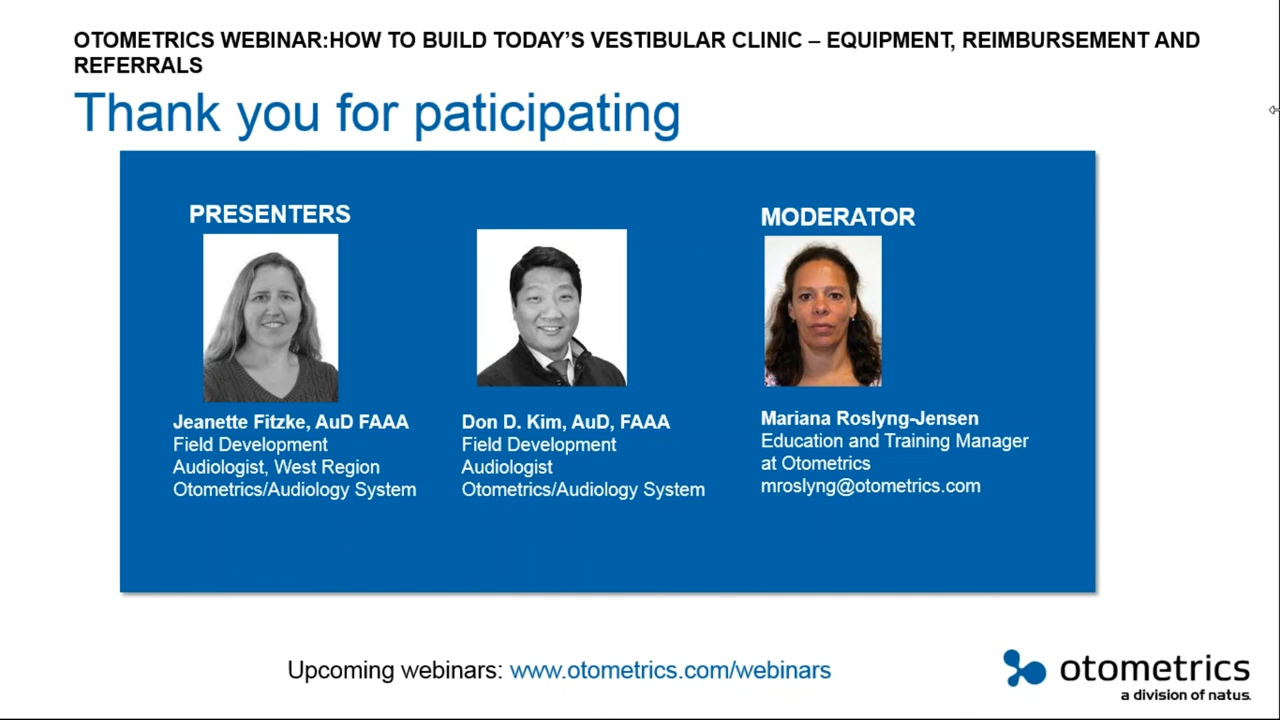 OTOMETRICS WEBINAR:HOW TO BUILD TODAY’S VESTIBULAR CLINIC – EQUIPMENT, REIMBURSEMENT AND
REFERRALS
Thank you for paticipating
PRESENTERS
Jeanette Fitzke, AuD FAAA
Field Development
Audiologist, West Region
Otometrics/Audiology System
Don D. Kim, AuD, FAAA
Field Development
Audiologist
Otometrics/Audiology System
MODERATOR
Mariana Roslyng-Jensen
Education and Training Manager
at Otometrics
mroslyng@otometrics.com
Upcoming webinars: www.otometrics.com/webinars
otometrics
a division of natus.